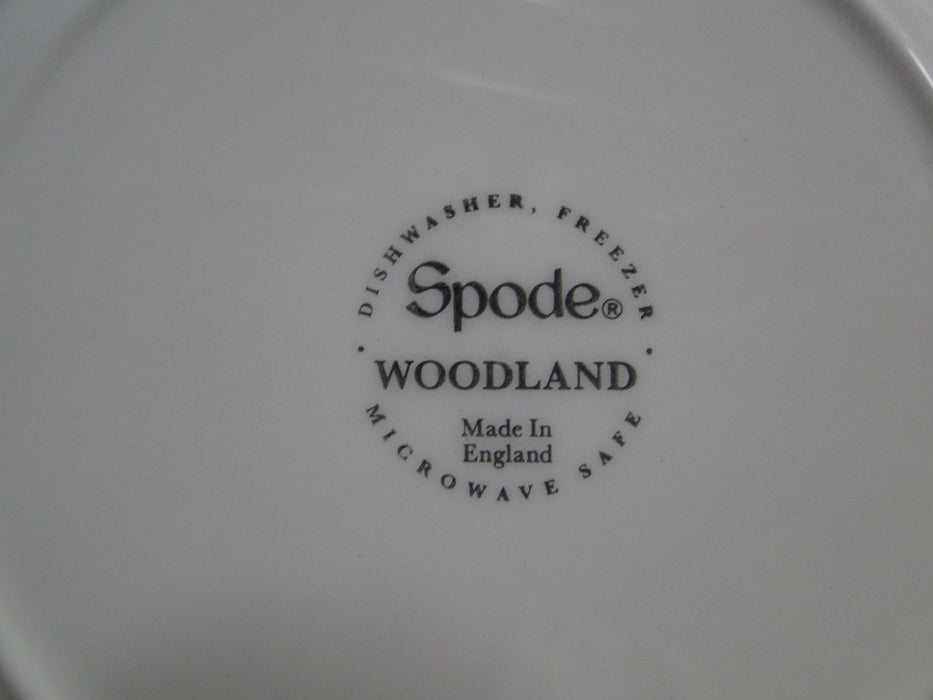 DISHWASHER, FREEZER
Spode®
WOODLAND
Made In
England
MICROWAVE SAFE